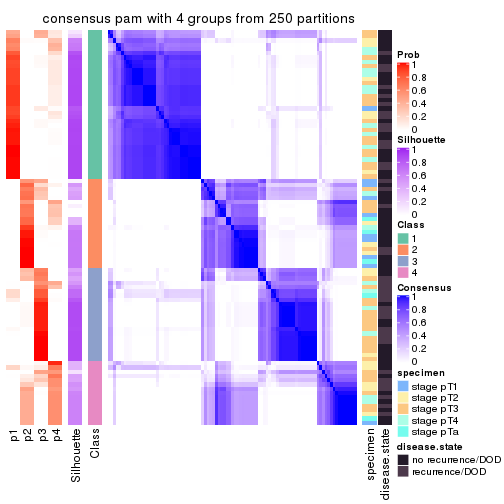 consensus pam with 4 groups from 250 partitions
Prob
1
0.8
0.6
0.4
0.2
0
Silhouette
1
0.8
0.6
0.4
0.2
0
Class
1
2
3
4
Consensus
1
0.8
0.6
0.4
0.2
0
specimen
stage pT1
stage pT2
stage pT3
stage pT4
stage pTa
disease.state
no recurrence/DOD
recurrence/DOD
p1
p2
p3
p4
Silhouette
Class
specimen
disease.state